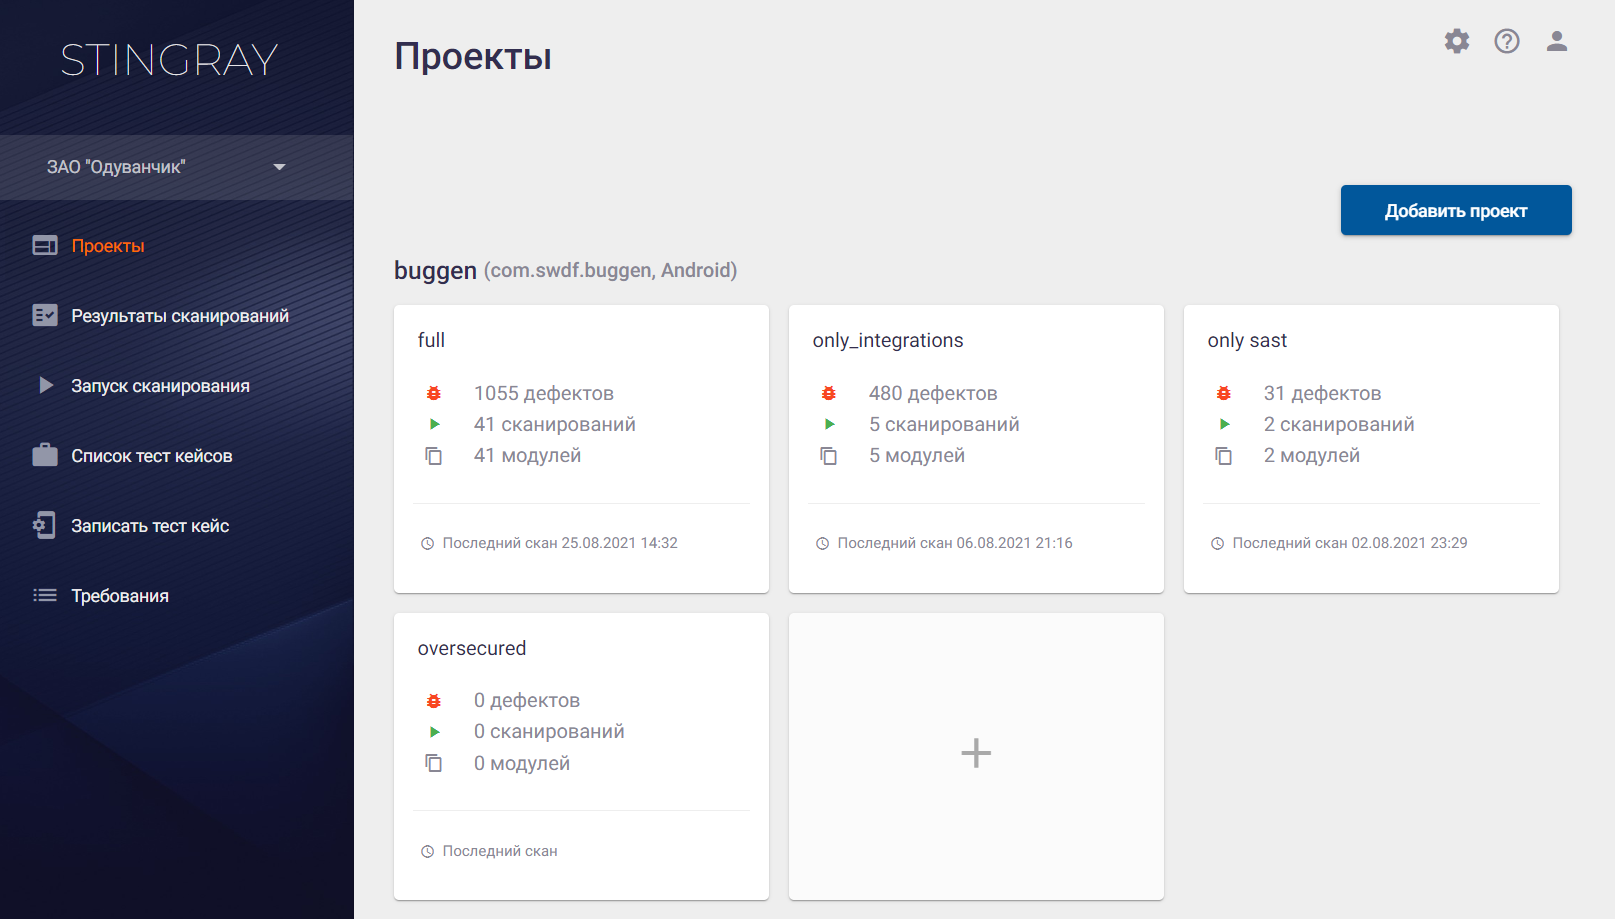 STINGRAY
ЗАО "Одуванчик"
Проекты
Результаты сканирований
Запуск сканирования
Список тест кейсов
Записать тест кейс
Требования
Проекты
Добавить проект
buggen (com.swdf.buggen, Android)
full
1055 дефектов
41 сканирований
41 модулей
Последний скан 25.08.2021 14:32
only_integrations
480 дефектов
5 сканирований
5 модулей
Последний скан 06.08.2021 21:16
only sast
31 дефектов
2 сканирований
2 модулей
Последний скан 02.08.2021 23:29
oversecured
0 дефектов
0 сканирований
0 модулей
Последний скан